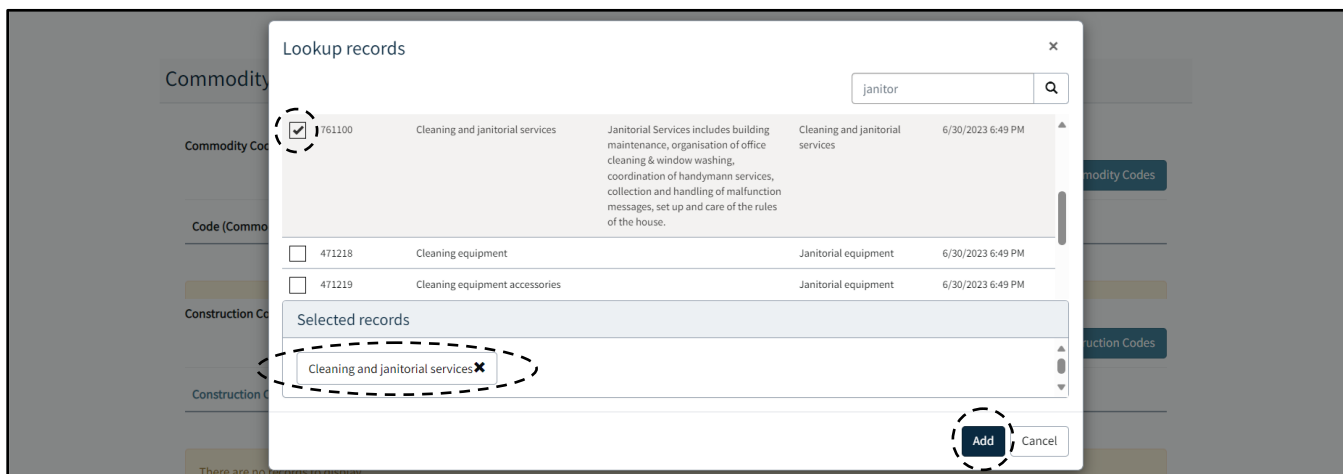 Lookup records ×
Commodity
janitor
761100 Cleaning and janitorial services Janitorial Services includes building Cleaning and janitorial 6/30/2023 6:49 PM
maintenance, organisation of office services
cleaning & window washing,
coordination of handymann services,
collection and handling of malfunction
messages, set up and care of the rules
of the house.
Commodity Cod
modity Codes
Code (Commo
471218 Cleaning equipment Janitorial equipment 6/30/2023 6:49 PM
471219 Cleaning equipment accessories Janitorial equipment 6/30/2023 6:49 PM
Construction Co
Selected records
ruction Codes
Cleaning and janitorial services✖
Construction C
Add Cancel
There are no records to display.